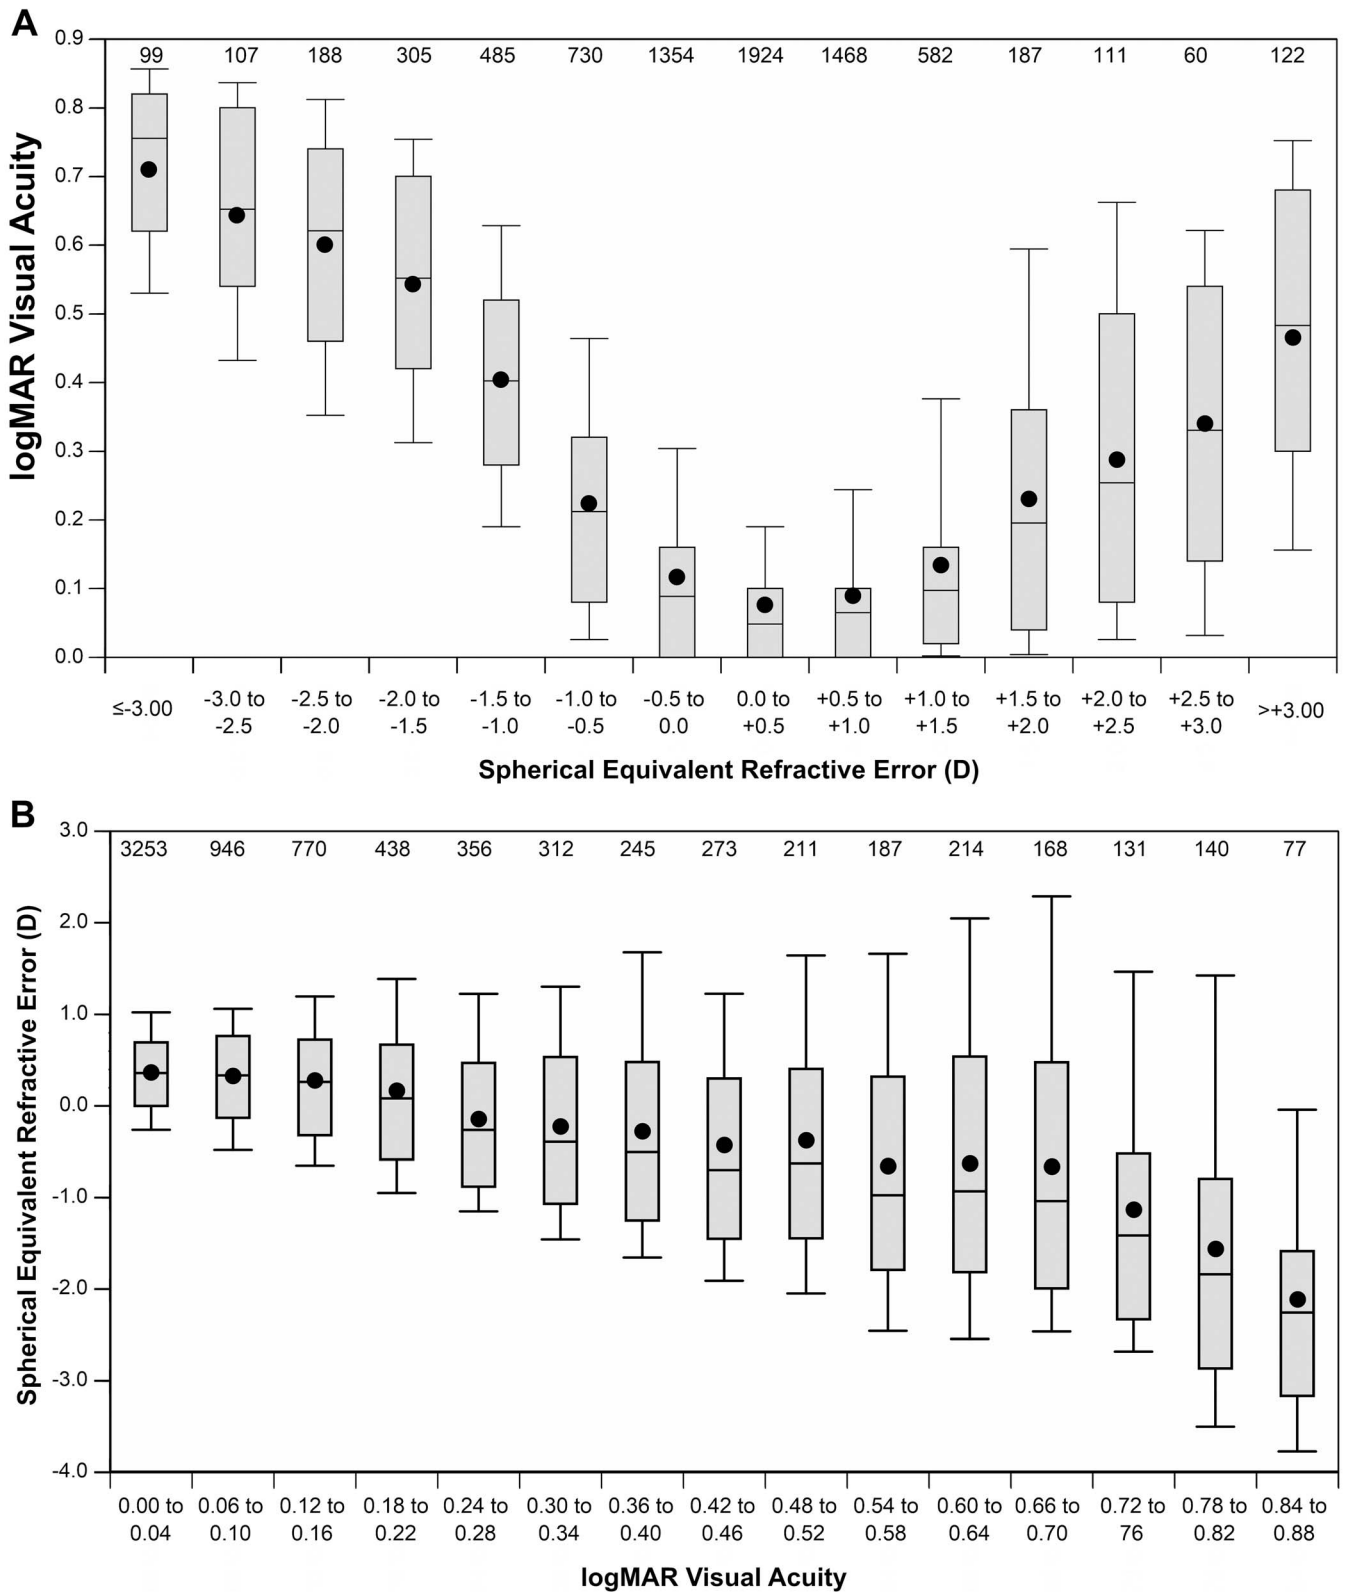 A
0.9
99 107 188 305 485 730 1354 1924 1468 582 187 111 60 122
0.8
0.7
0.6
0.5
0.4
0.3
0.2
0.1
0.0
logMAR Visual Acuity
≤-3.00 -3.0 to -2.5 to -2.0 to -1.5 to -1.0 to -0.5 to 0.0 to +0.5 to +1.0 to +1.5 to +2.0 to +2.5 to >+3.00
-2.5 -2.0 -1.5 -1.0 -0.5 0.0 +0.5 +1.0 +1.5 +2.0 +2.5 +3.0
Spherical Equivalent Refractive Error (D)
B
3.0
3253 946 770 438 356 312 245 273 211 187 214 168 131 140 77
2.0
1.0
0.0
-1.0
-2.0
-3.0
-4.0
Spherical Equivalent Refractive Error (D)
0.00 to 0.06 to 0.12 to 0.18 to 0.24 to 0.30 to 0.36 to 0.42 to 0.48 to 0.54 to 0.60 to 0.66 to 0.72 to 0.78 to 0.84 to
0.04 0.10 0.16 0.22 0.28 0.34 0.40 0.46 0.52 0.58 0.64 0.70 76 0.82 0.88
logMAR Visual Acuity